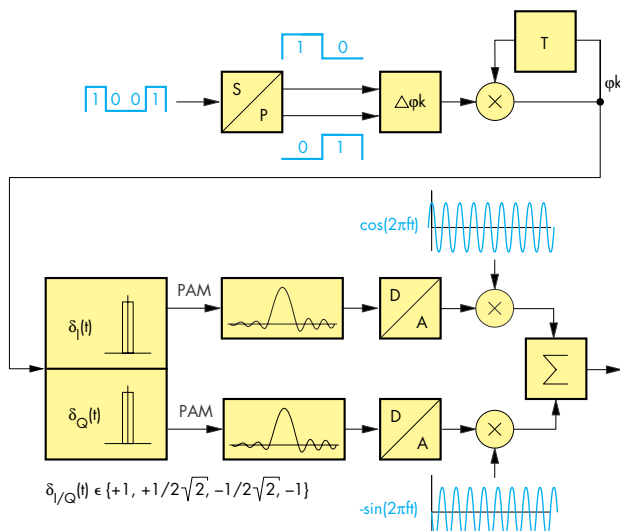 1 0
T
φk
1 0 0 1
S
P
Δφk
×
0 1
cos(2πft)
PAM
δI(t)
D
A
×
∑
PAM
δQ(t)
D
A
×
δI/Q(t) ϵ {+1, +1/2√2, −1/2√2, −1}
-sin(2πft)